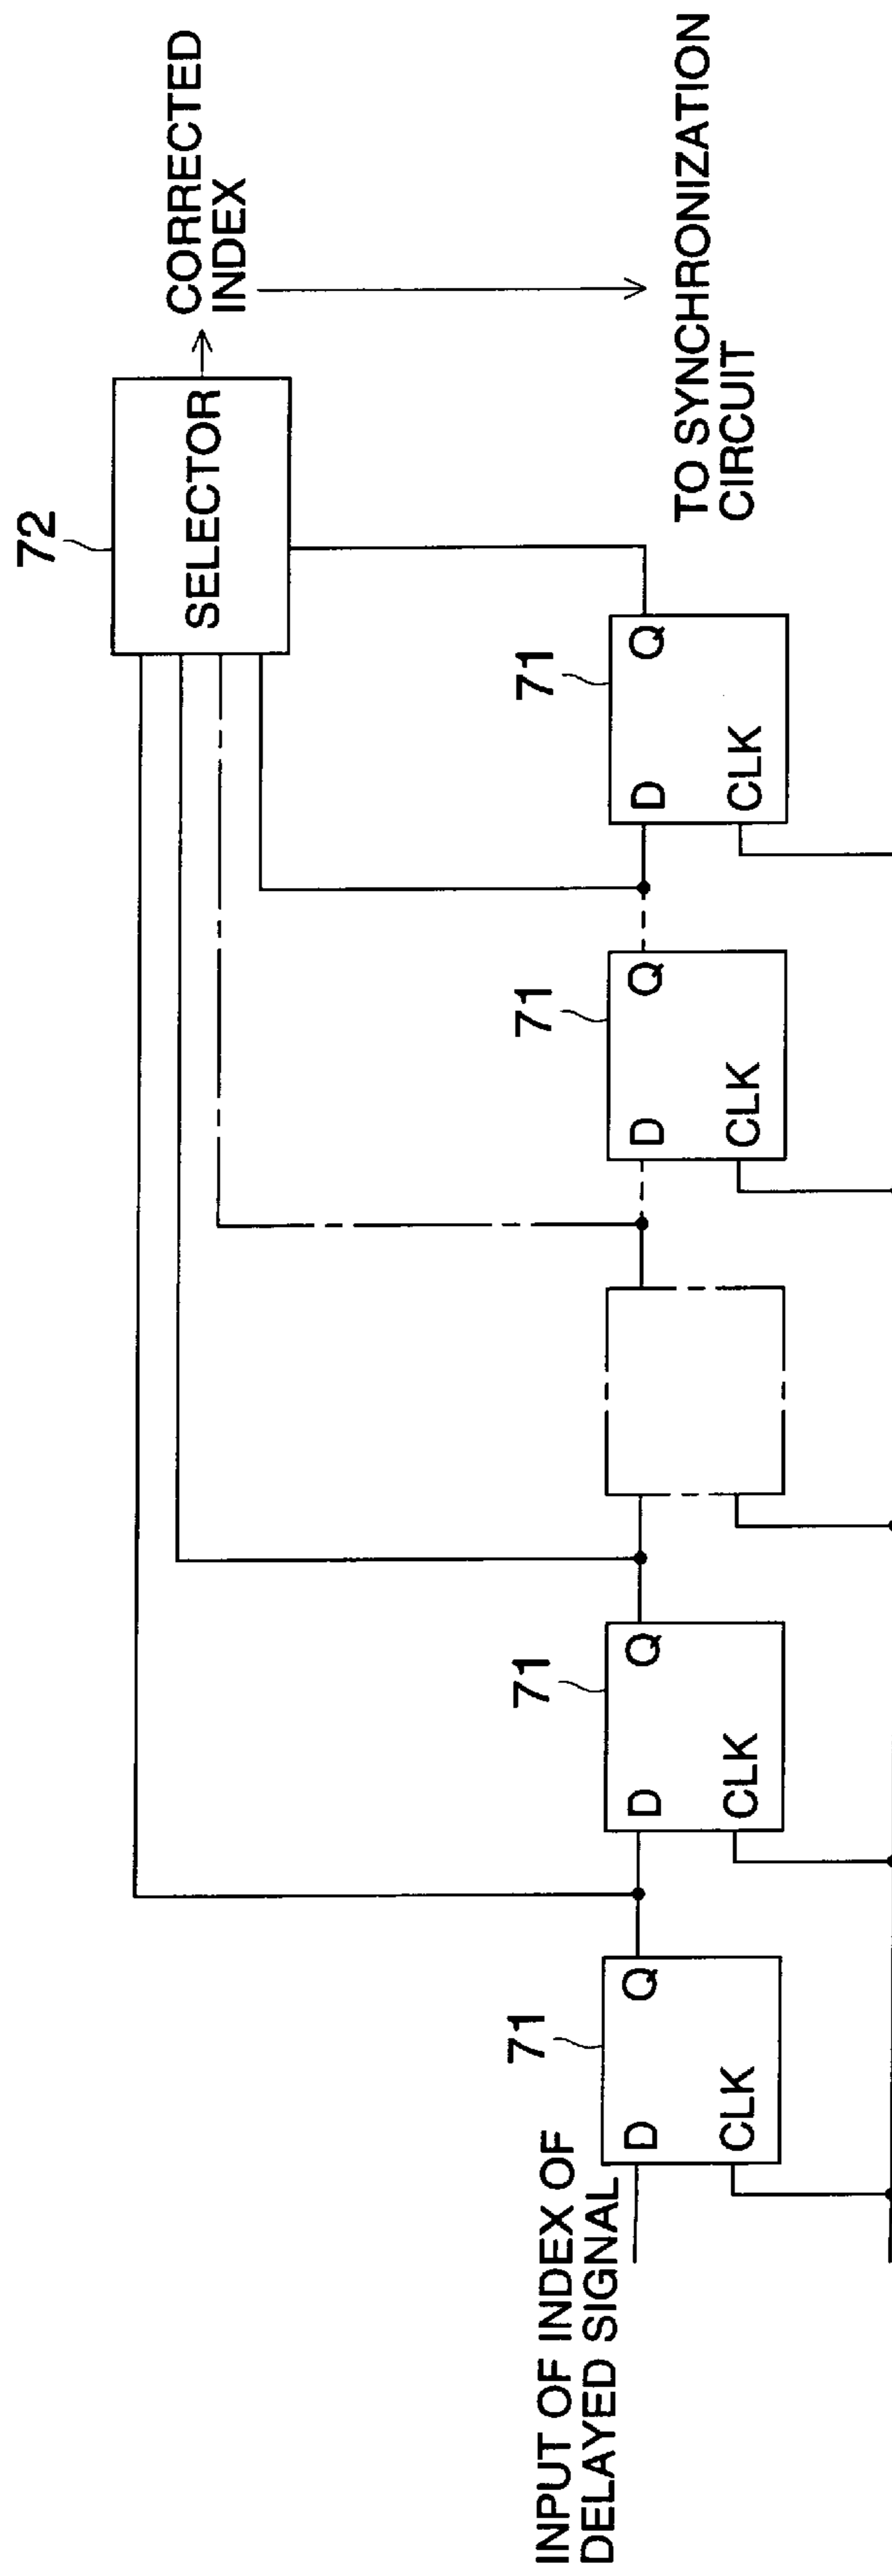 72
SELECTOR
CORRECTED
INDEX
TO SYNCHRONIZATION
CIRCUIT
INPUT OF INDEX OF
DELAYED SIGNAL
71
D
Q
CLK
71
D
Q
CLK
71
D
Q
CLK
71
D
Q
CLK